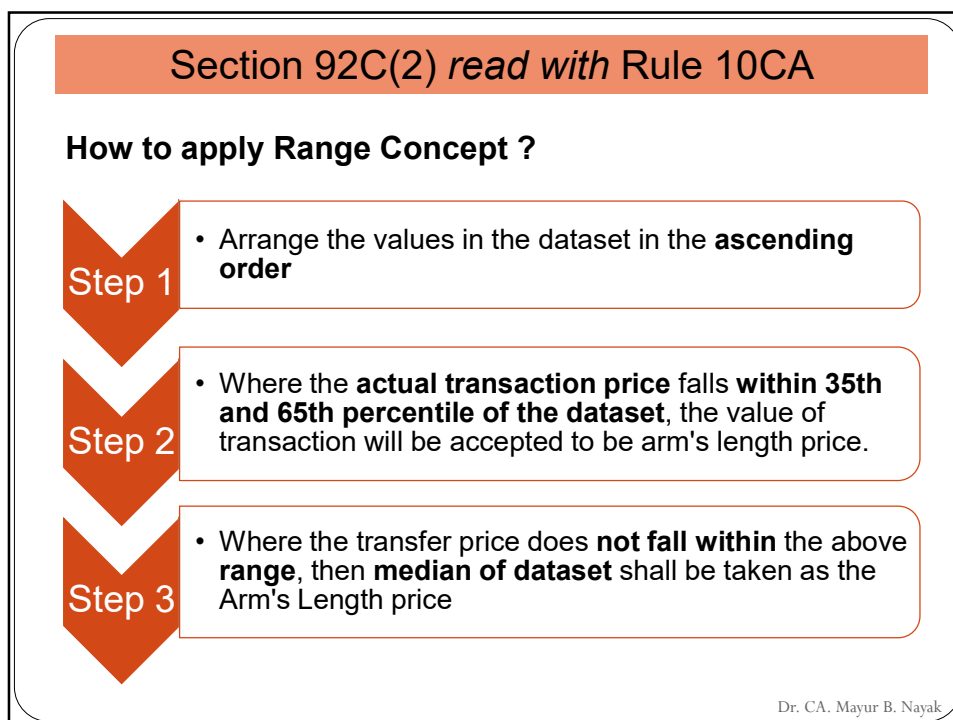 Section 92C(2) read with Rule 10CA
How to apply Range Concept ?
Step 1
• Arrange the values in the dataset in the ascending
order
Step 2
• Where the actual transaction price falls within 35th
and 65th percentile of the dataset, the value of
transaction will be accepted to be arm's length price.
Step 3
• Where the transfer price does not fall within the above
range, then median of dataset shall be taken as the
Arm's Length price
Dr. CA. Mayur B. Nayak